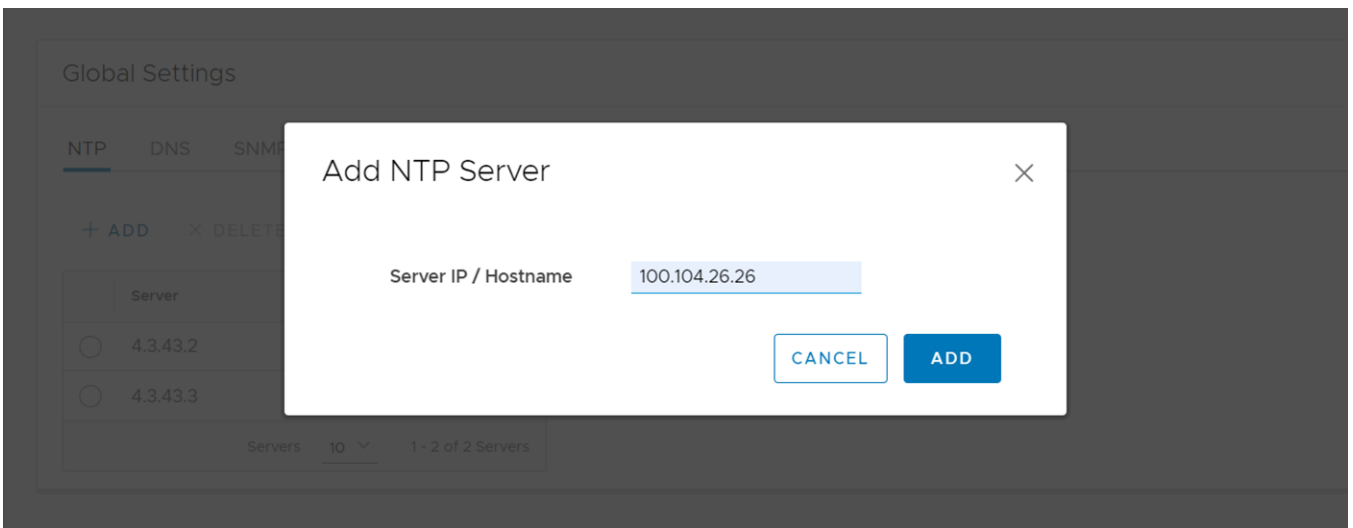 Global Settings
NTP DNS SNMP
Add NTP Server
+ ADD × DELETE
Server IP / Hostname 100.104.26.26
Server
4.3.43.2
CANCEL ADD
4.3.43.3
Servers 10 1 - 2 of 2 Servers